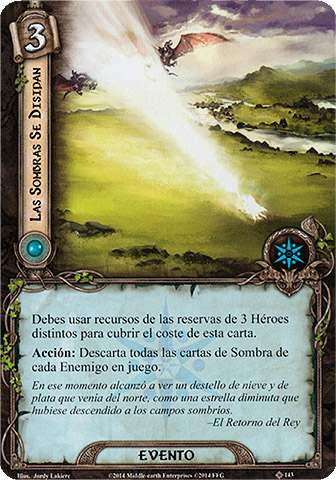 3
Las Sombras Se Disipan
Debes usar recursos de las reservas de 3 Héroes
distintos para cubrir el coste de esta carta.
Acción: Descarta todas las cartas de Sombra de
cada Enemigo en juego.
En ese momento alcanzó a ver un destello de nieve y de
plata que venía del norte, como una estrella diminuta que
hubiese descendido a los campos sombríos.
–El Retorno del Rey
EVENTO
Illus. Jordy Lakiere
©2014 Middle-earth Enterprises ©2014 FFG
143